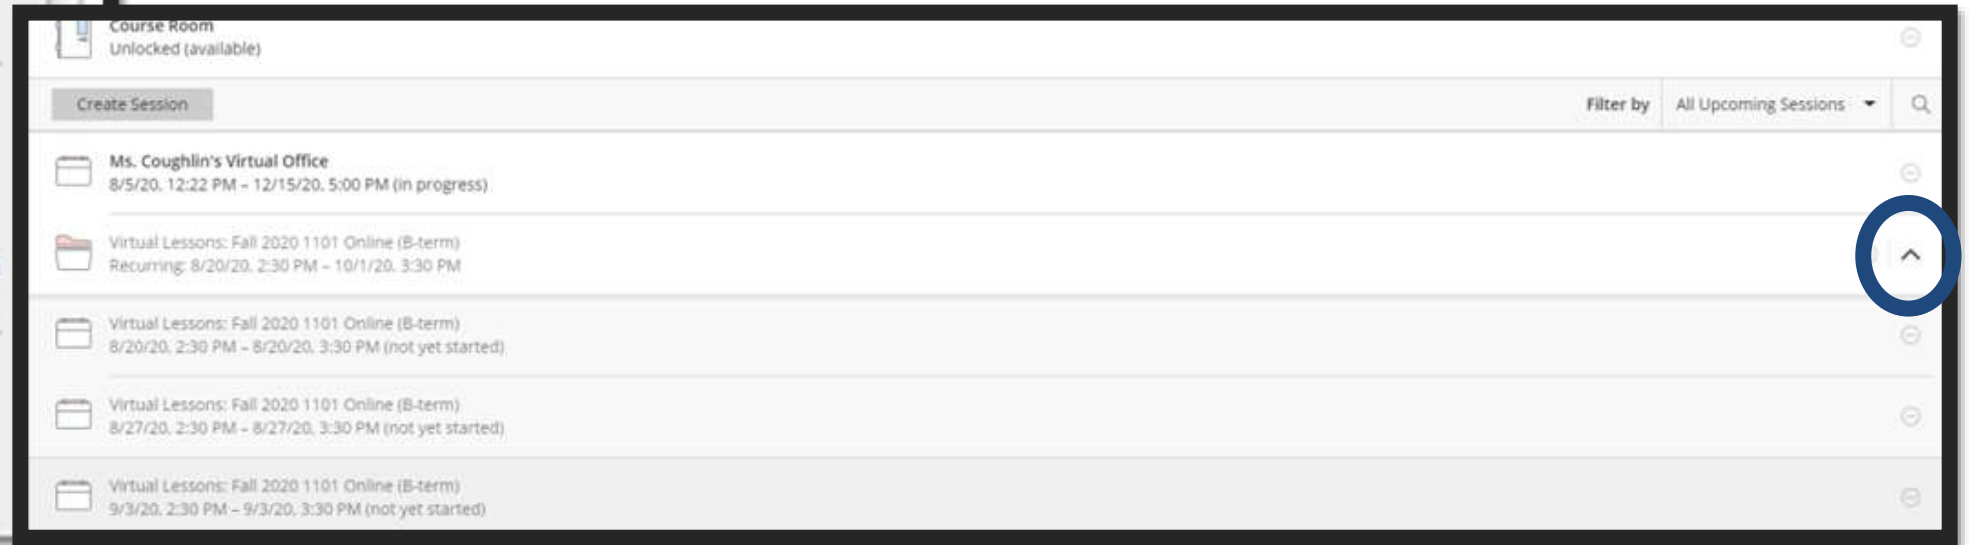 Course Room
Unlocked (available)
Create Session
Filter by All Upcoming Sessions
Ms. Coughlin's Virtual Office
8/5/20, 12:22 PM – 12/15/20, 5:00 PM (in progress)
Virtual Lessons: Fall 2020 1101 Online (B-term)
Recurring: 8/20/20, 2:30 PM – 10/1/20, 3:30 PM
Virtual Lessons: Fall 2020 1101 Online (B-term)
8/20/20, 2:30 PM – 8/20/20, 3:30 PM (not yet started)
Virtual Lessons: Fall 2020 1101 Online (B-term)
8/27/20, 2:30 PM – 8/27/20, 3:30 PM (not yet started)
Virtual Lessons: Fall 2020 1101 Online (B-term)
9/3/20, 2:30 PM – 9/3/20, 3:30 PM (not yet started)